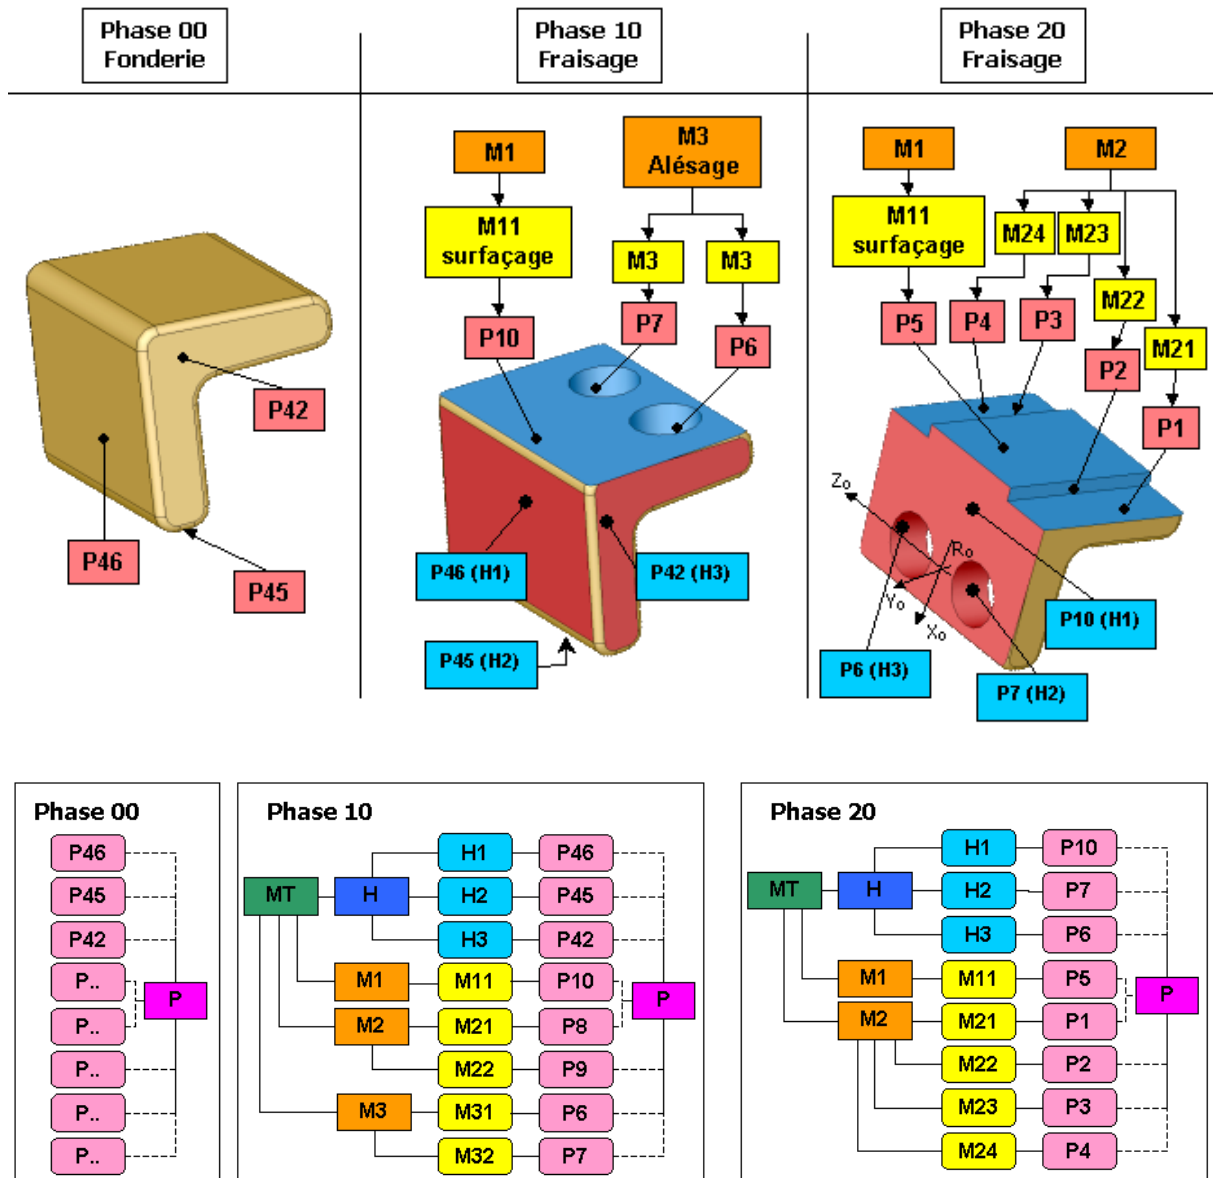 Phase 00
Fonderie
Phase 10
Fraisage
Phase 20
Fraisage
P42
P46
P45
M1
M3
Alésage
M11
surfaçage
M3
M3
P10
P7
P6
P46 (H1)
P42 (H3)
P45 (H2)
M1
M2
M11
surfaçage
M24
M23
M22
M21
P5
P4
P3
P2
P1
Zo
Ro
Yo
Xo
P10 (H1)
P6 (H3)
P7 (H2)
Phase 00
P46
P45
P42
P..
P
P..
P..
P..
P..
Phase 10
H1 P46
MT H H2 P45
H3 P42
M1 M11 P10
P
M2 M21 P8
M22 P9
M3 M31 P6
M32 P7
Phase 20
H1 P10
MT H H2 P7
H3 P6
M1 M11 P5
P
M2 M21 P1
M22 P2
M23 P3
M24 P4